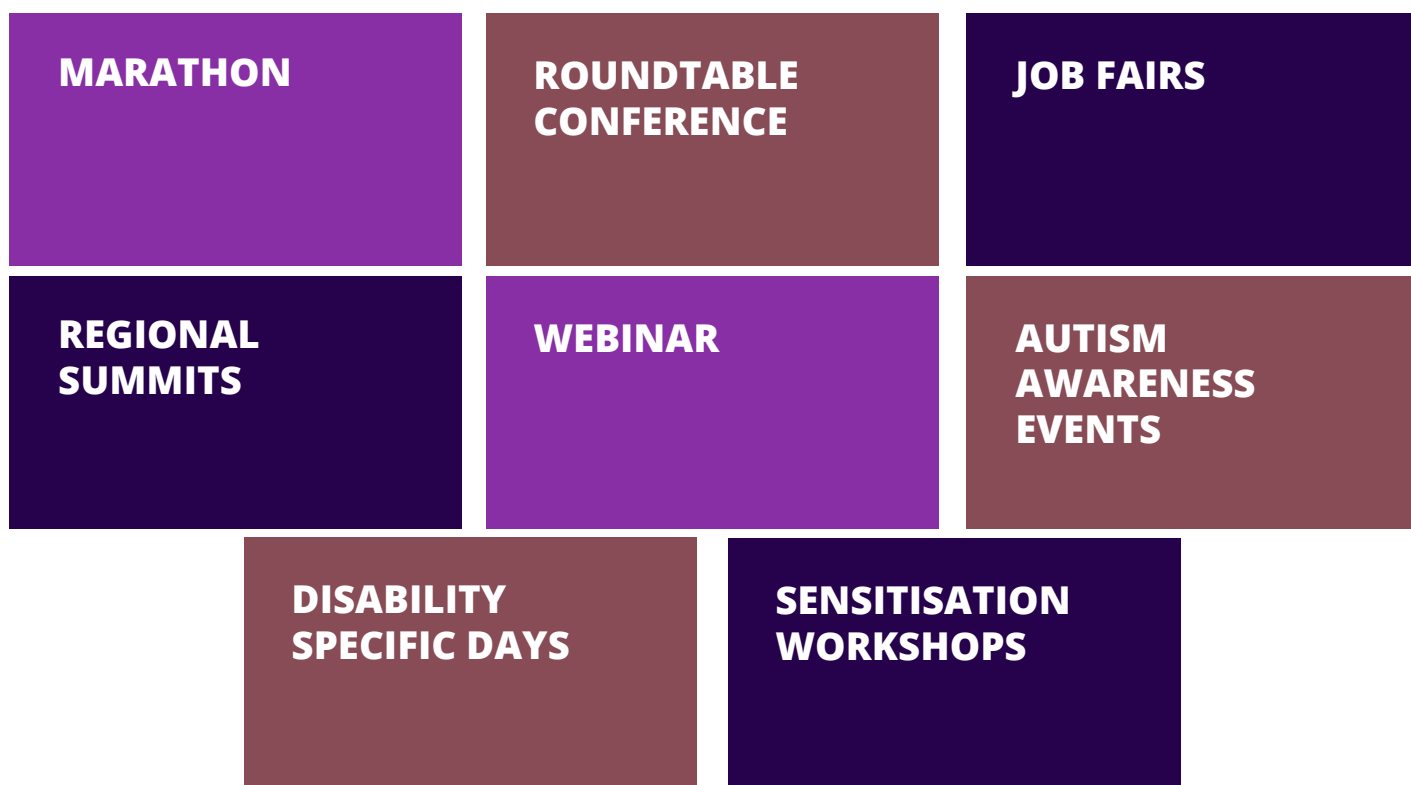 MARATHON
ROUNDTABLE
CONFERENCE
JOB FAIRS
REGIONAL
SUMMITS
WEBINAR
AUTISM
AWARENESS
EVENTS
DISABILITY
SPECIFIC DAYS
SENSITISATION
WORKSHOPS